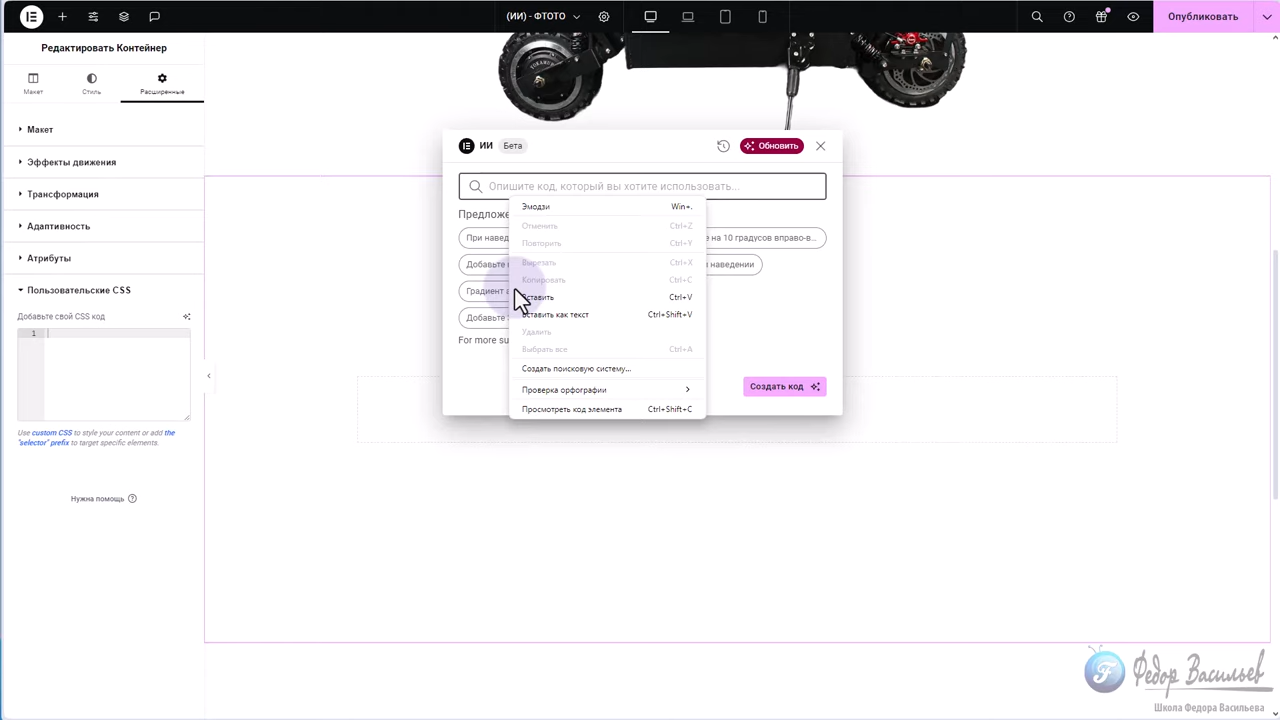 (ИИ) - ФТОТО
Опубликовать
Редактировать Контейнер
Макет
Стиль
Расширенные
Макет
Эффекты движения
Трансформация
Адаптивность
Атрибуты
Пользовательские CSS
Добавьте свой CSS код
1
Use custom CSS to style your content or add the
"selector" prefix to target specific elements.
Нужна помощь
YOKAMURA
ИИ
Бета
Обновить
Опишите код, который вы хотите использовать...
Предложе
При навед
е на 10 градусов вправо-в...
Добавьте
и наведении
Градиент а
Добавьте
For more su
Создать код
Эмодзи Win+.
Отменить Ctrl+Z
Повторить Ctrl+Y
Вырезать Ctrl+X
Копировать Ctrl+C
Вставить Ctrl+V
Вставить как текст Ctrl+Shift+V
Удалить
Выбрать все Ctrl+A
Создать поисковую систему...
Проверка орфографии
Просмотреть код элемента Ctrl+Shift+C
Федор Васильев
Школа Федора Васильева